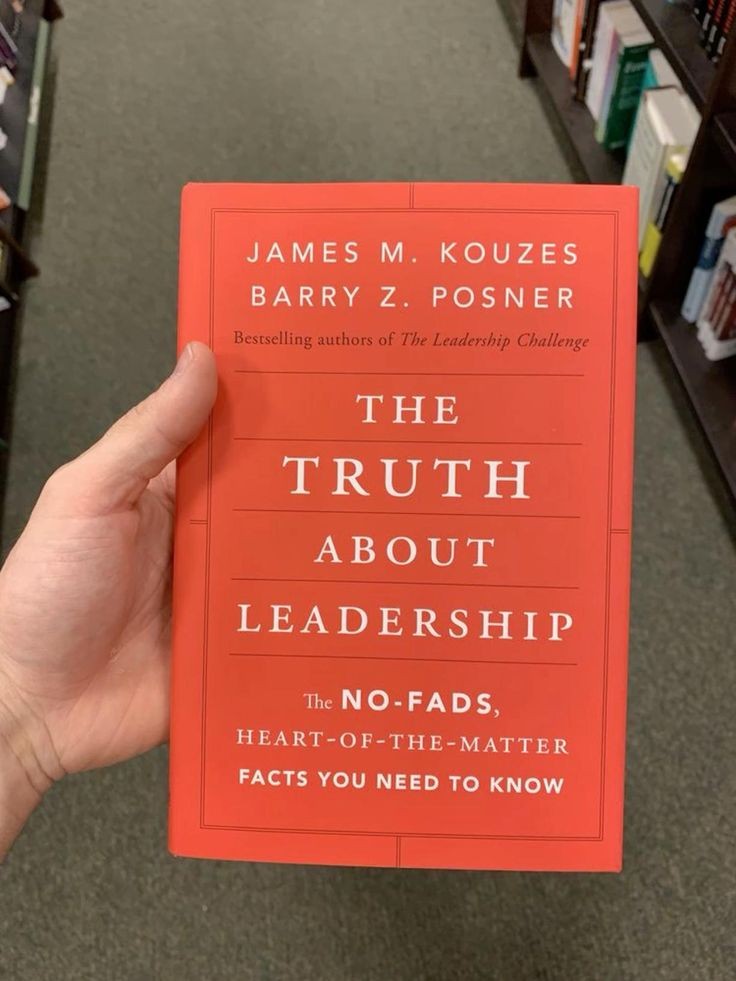 JAMES M. KOUZES
BARRY Z. POSNER
Bestselling authors of The Leadership Challenge
THE
TRUTH
ABOUT
LEADERSHIP
The NO-FADS,
HEART-OF-THE-MATTER
FACTS YOU NEED TO KNOW